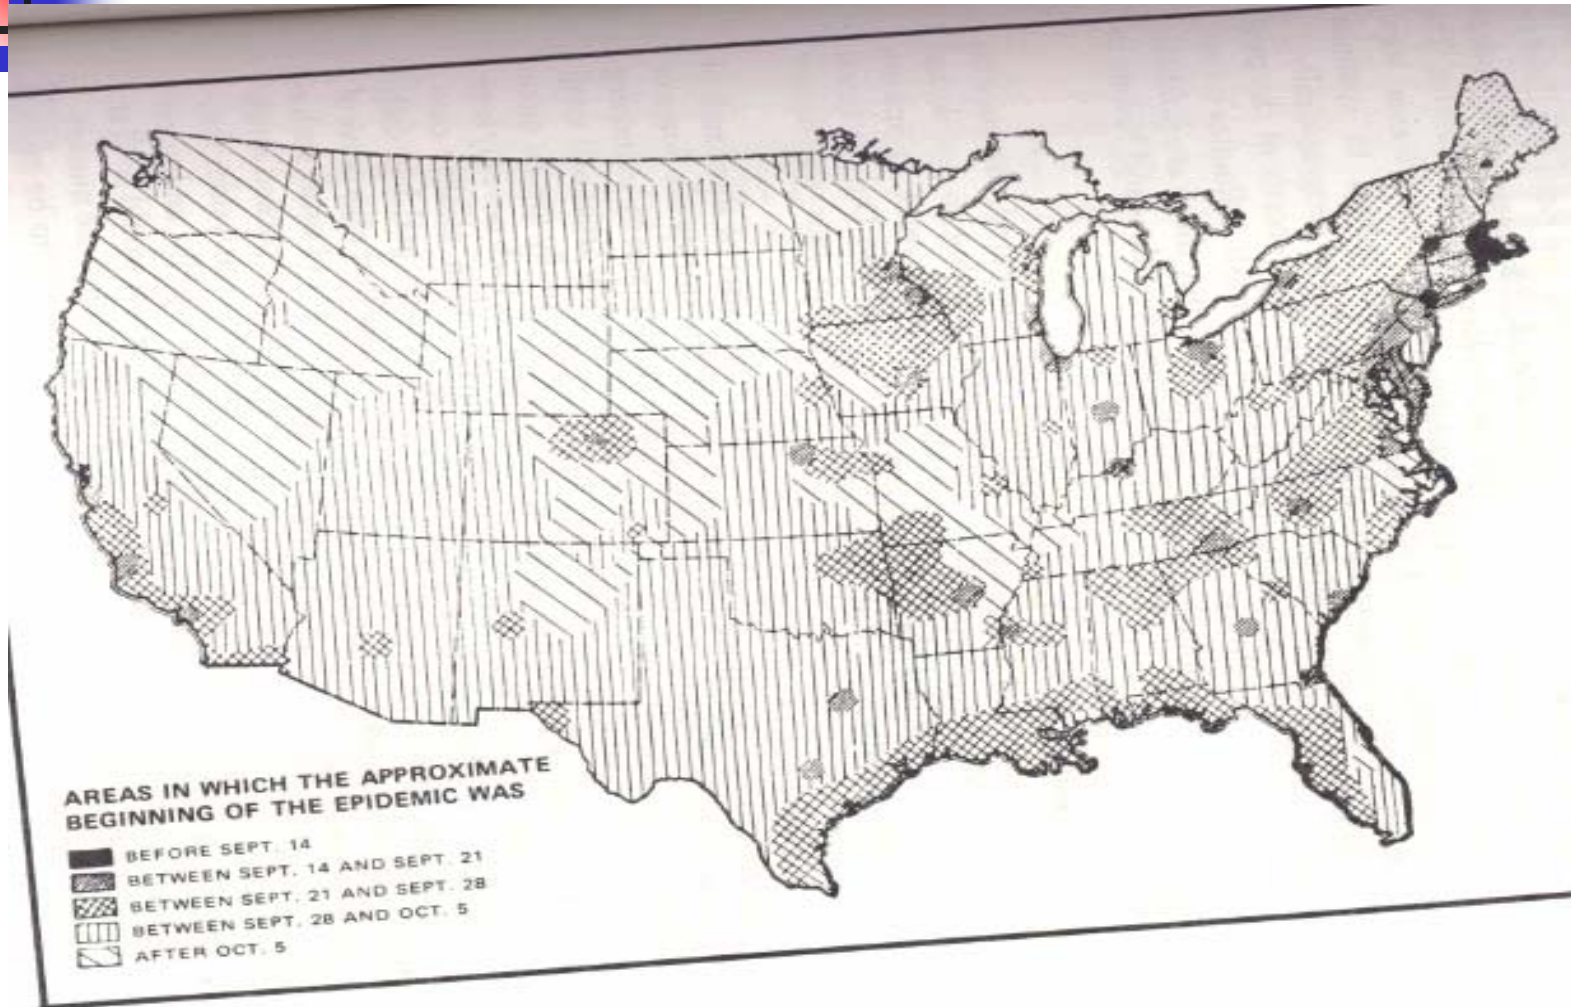 AREAS IN WHICH THE APPROXIMATE
BEGINNING OF THE EPIDEMIC WAS
BEFORE SEPT. 14
BETWEEN SEPT. 14 AND SEPT. 21
BETWEEN SEPT. 21 AND SEPT. 28
BETWEEN SEPT. 28 AND OCT. 5
AFTER OCT. 5